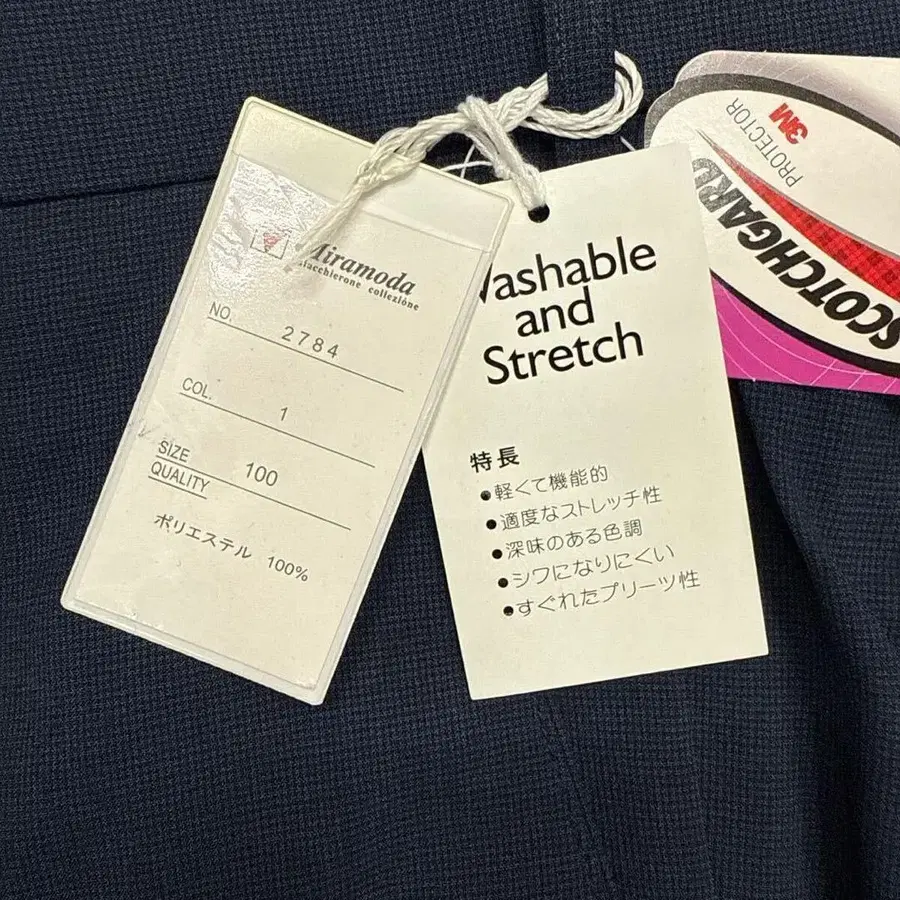 Miramoda
collezióne
NO. 2784
COL. 1
SIZE 100
QUALITY
ポリエステル 100%
Washable
and
Stretch
特長
●軽くて機能的
●適度なストレッチ性
●深味のある色調
●シワになりにくい
●すぐれたプリーツ性
3M
PROTECTOR
SCOTCHGARD